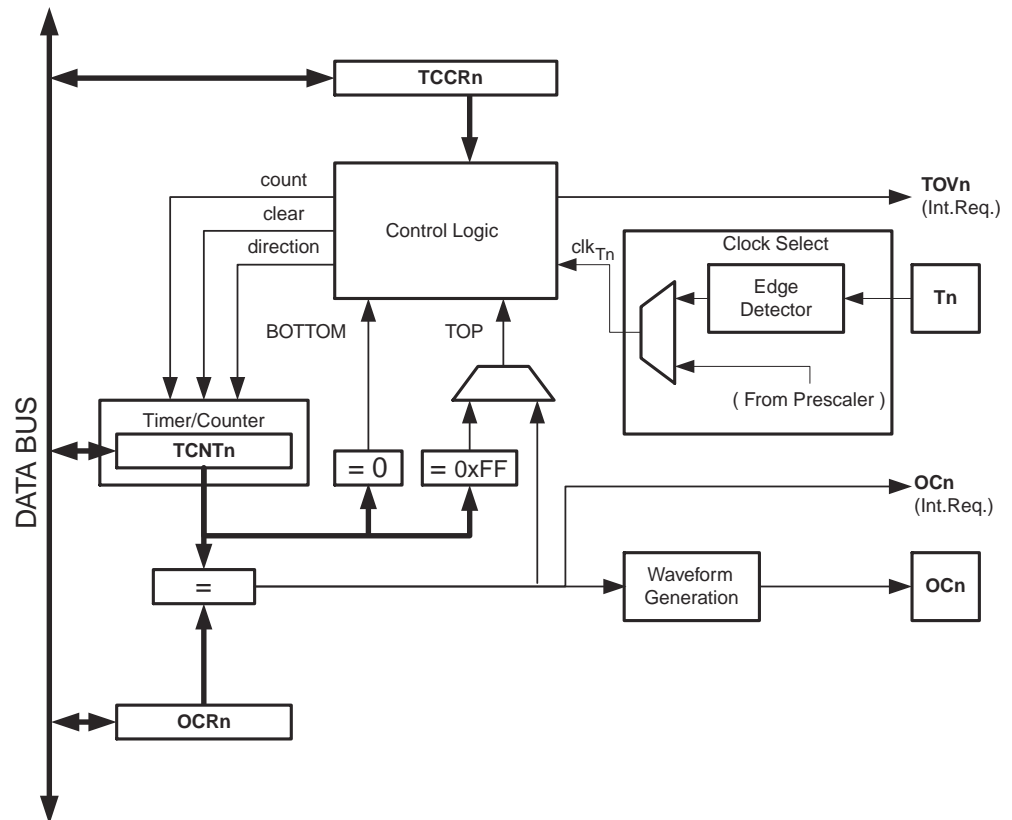 TCCRn
count
clear
direction
Control Logic
TOVn
(Int.Req.)
Clock Select
clkTn
Edge
Detector
Tn
( From Prescaler )
BOTTOM
TOP
DATA BUS
Timer/Counter
TCNTn
= 0
= 0xFF
OCn
(Int.Req.)
=
Waveform
Generation
OCn
OCRn